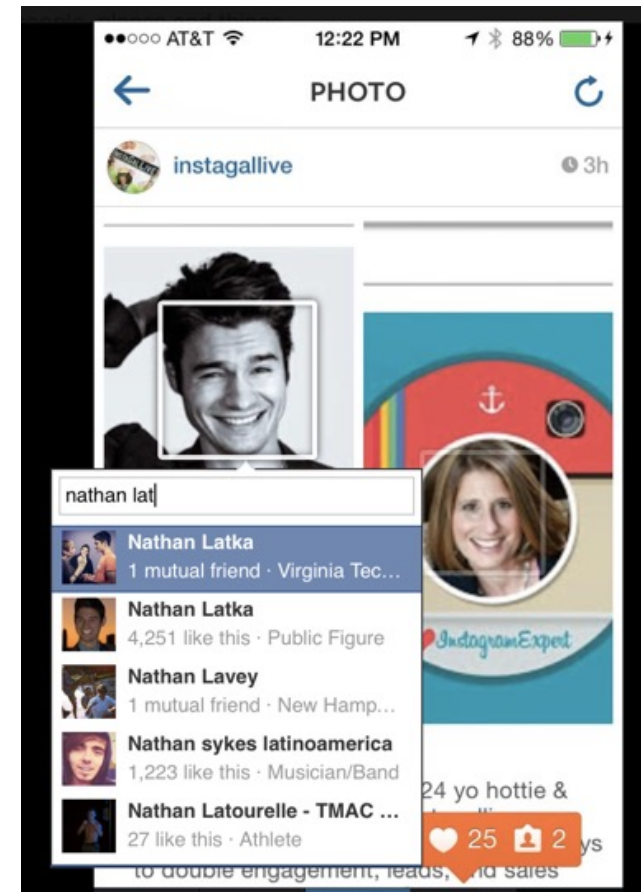 AT&T 12:22 PM 88%
PHOTO
instagallive 3h
nathan lat
Nathan Latka
1 mutual friend · Virginia Tec...
Nathan Latka
4,251 like this · Public Figure
Nathan Lavey
1 mutual friend · New Hamp...
Nathan sykes latinoamerica
1,223 like this · Musician/Band
Nathan Latourelle - TMAC ...
27 like this · Athlete
InstagramExpert
24 yo hottie &
25 2
to double engagement, leads, and sales